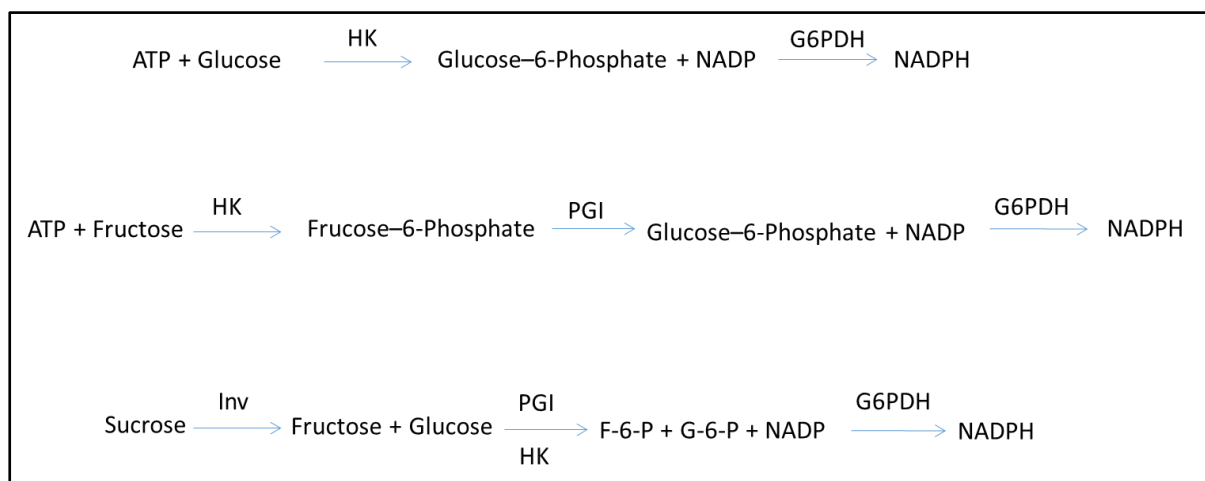 HK G6PDH
ATP + Glucose Glucose–6-Phosphate + NADP NADPH
HK PGI G6PDH
ATP + Fructose Frucose–6-Phosphate Glucose–6-Phosphate + NADP NADPH
Inv PGI G6PDH
Sucrose Fructose + Glucose F-6-P + G-6-P + NADP NADPH
HK